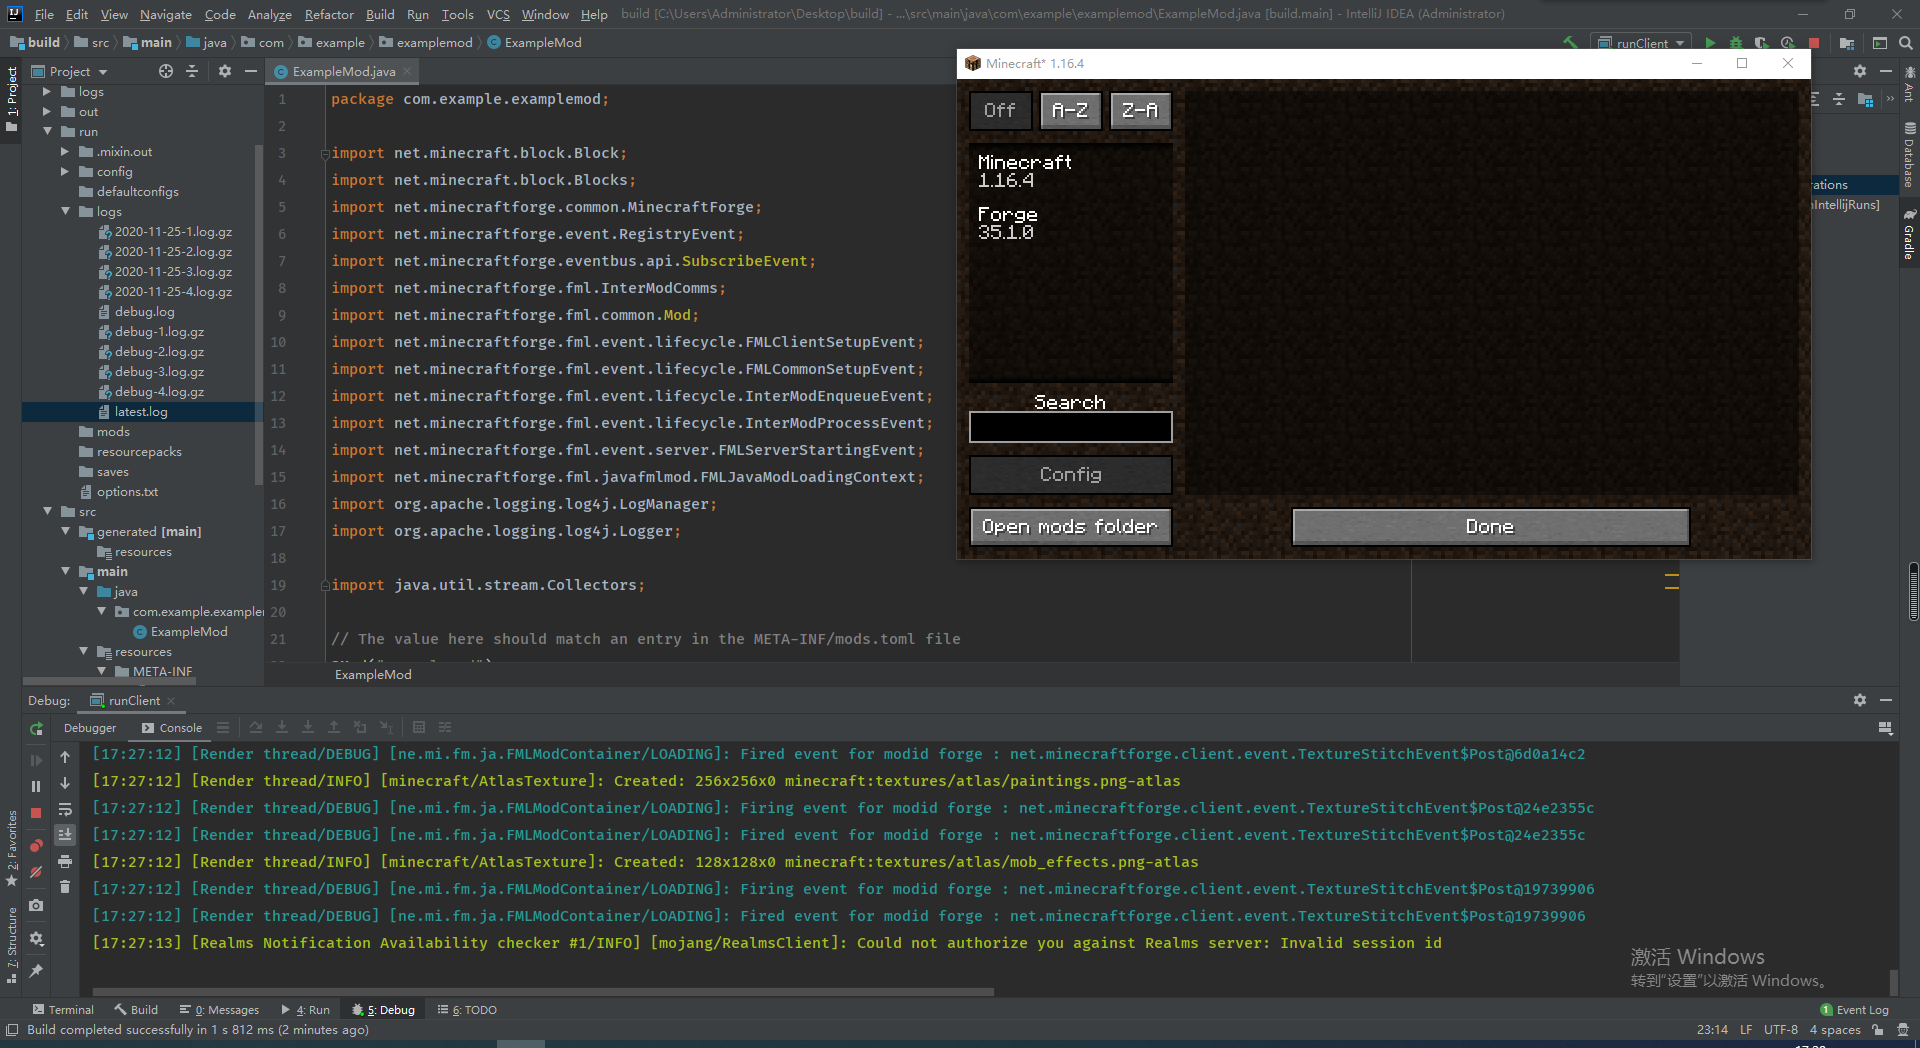 File Edit View Navigate Code Analyze Refactor Build Run Tools VCS Window Help build [C:\Users\Administrator\Desktop\build] - ...\src\main\java\com\example\examplemod\ExampleMod.java [build.main] - IntelliJ IDEA (Administrator)
build src main java com example examplemod ExampleMod runClient
1: Project
Project
logs
out
run
.mixin.out
config
defaultconfigs
logs
2020-11-25-1.log.gz
2020-11-25-2.log.gz
2020-11-25-3.log.gz
2020-11-25-4.log.gz
debug.log
debug-1.log.gz
debug-2.log.gz
debug-3.log.gz
debug-4.log.gz
latest.log
mods
resourcepacks
saves
options.txt
src
generated [main]
resources
main
java
com.example.exampler
ExampleMod
resources
META-INF
ExampleMod.java
1 package com.example.examplemod;
2
3 import net.minecraft.block.Block;
4 import net.minecraft.block.Blocks;
5 import net.minecraftforge.common.MinecraftForge;
6 import net.minecraftforge.event.RegistryEvent;
7 import net.minecraftforge.eventbus.api.SubscribeEvent;
8 import net.minecraftforge.fml.InterModComms;
9 import net.minecraftforge.fml.common.Mod;
10 import net.minecraftforge.fml.event.lifecycle.FMLClientSetupEvent;
11 import net.minecraftforge.fml.event.lifecycle.FMLCommonSetupEvent;
12 import net.minecraftforge.fml.event.lifecycle.InterModEnqueueEvent;
13 import net.minecraftforge.fml.event.lifecycle.InterModProcessEvent;
14 import net.minecraftforge.fml.event.server.FMLServerStartingEvent;
15 import net.minecraftforge.fml.javafmlmod.FMLJavaModLoadingContext;
16 import org.apache.logging.log4j.LogManager;
17 import org.apache.logging.log4j.Logger;
18
19 import java.util.stream.Collectors;
20
21 // The value here should match an entry in the META-INF/mods.toml file
ExampleMod
Minecraft* 1.16.4
Off A-Z Z-A
Minecraft
1.16.4
Forge
35.1.0
Search
Config
Open mods folder Done
rations
IntellijRuns]
Ant
Database
Gradle
Debug: runClient
Debugger Console
[17:27:12] [Render thread/DEBUG] [ne.mi.fm.ja.FMLModContainer/LOADING]: Fired event for modid forge : net.minecraftforge.client.event.TextureStitchEvent$Post@6d0a14c2
[17:27:12] [Render thread/INFO] [minecraft/AtlasTexture]: Created: 256x256x0 minecraft:textures/atlas/paintings.png-atlas
[17:27:12] [Render thread/DEBUG] [ne.mi.fm.ja.FMLModContainer/LOADING]: Firing event for modid forge : net.minecraftforge.client.event.TextureStitchEvent$Post@24e2355c
[17:27:12] [Render thread/DEBUG] [ne.mi.fm.ja.FMLModContainer/LOADING]: Fired event for modid forge : net.minecraftforge.client.event.TextureStitchEvent$Post@24e2355c
[17:27:12] [Render thread/INFO] [minecraft/AtlasTexture]: Created: 128x128x0 minecraft:textures/atlas/mob_effects.png-atlas
[17:27:12] [Render thread/DEBUG] [ne.mi.fm.ja.FMLModContainer/LOADING]: Firing event for modid forge : net.minecraftforge.client.event.TextureStitchEvent$Post@19739906
[17:27:12] [Render thread/DEBUG] [ne.mi.fm.ja.FMLModContainer/LOADING]: Fired event for modid forge : net.minecraftforge.client.event.TextureStitchEvent$Post@19739906
[17:27:13] [Realms Notification Availability checker #1/INFO] [mojang/RealmsClient]: Could not authorize you against Realms server: Invalid session id
2: Favorites
7: Structure
激活 Windows
转到"设置"以激活 Windows。
Terminal Build 0: Messages 4: Run 5: Debug 6: TODO 1 Event Log
Build completed successfully in 1 s 812 ms (2 minutes ago) 23:14 LF UTF-8 4 spaces